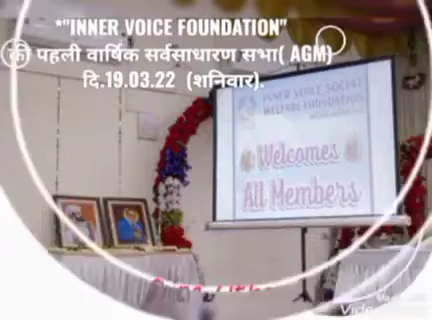 *"INNER VOICE FOUNDATION"
की पहली वार्षिक सर्वसाधारण सभा( AGM)
दि.19.03.22 (शनिवार).
INNER VOICE SOCIAL
WELFARE FOUNDATION
Welcomes
All Members